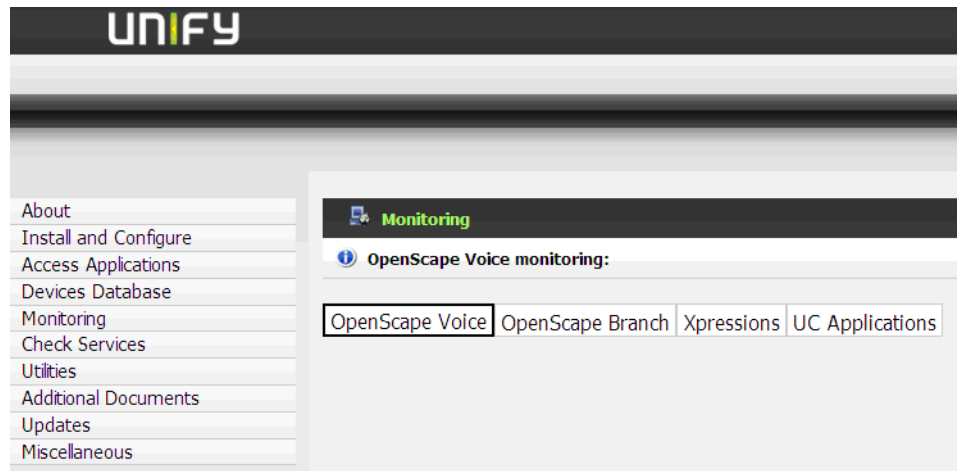 UNIFY
About
Install and Configure
Access Applications
Devices Database
Monitoring
Check Services
Utilities
Additional Documents
Updates
Miscellaneous
Monitoring
OpenScape Voice monitoring:
OpenScape Voice OpenScape Branch Xpressions UC Applications